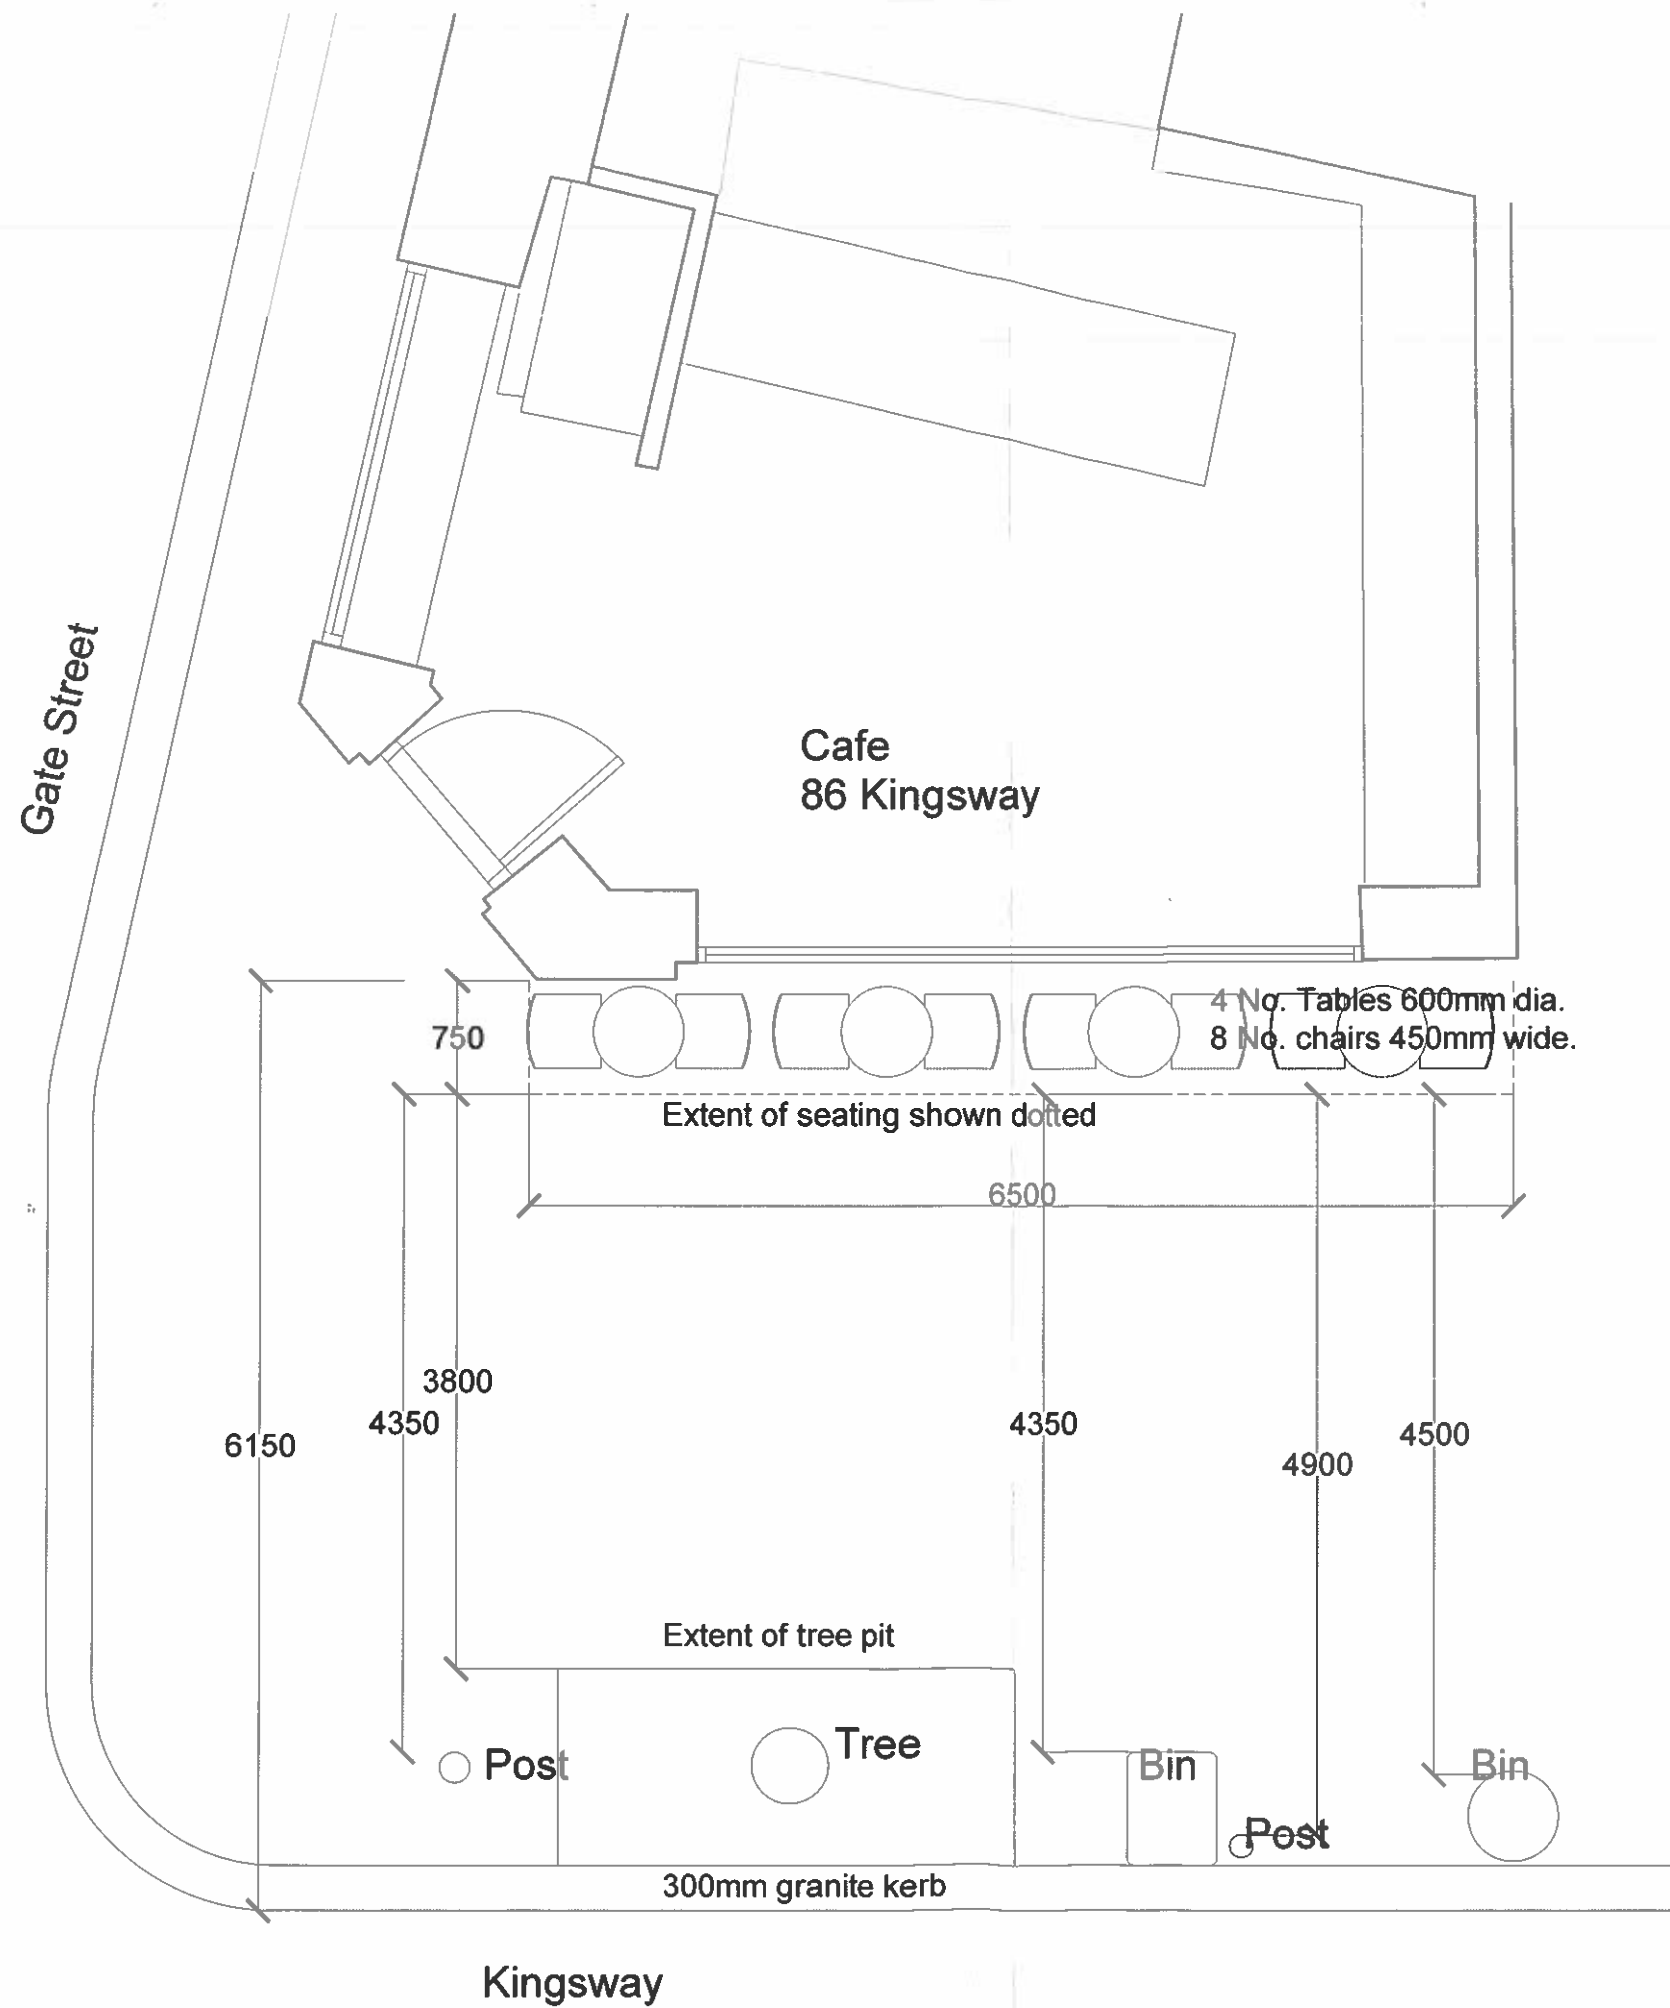 Gate Street
Cafe
86 Kingsway
4 No. Tables 600mm dia.
8 No. chairs 450mm wide.
750
Extent of seating shown dotted
6500
3800
4350
4350
6150
4500
4900
Extent of tree pit
Tree
Post
Bin
Bin
Post
300mm granite kerb
Kingsway